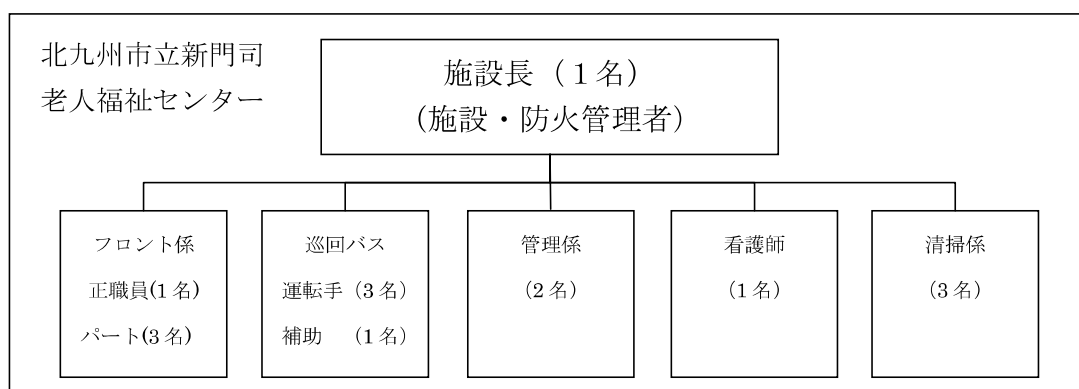 北九州市立新門司
老人福祉センター
施設長（１名）
（施設・防火管理者）
フロント係
正職員(1名)
パート(3名)
巡回バス
運転手（3名）
補助　（1名）
管理係
（2名）
看護師
（1名）
清掃係
（3名）